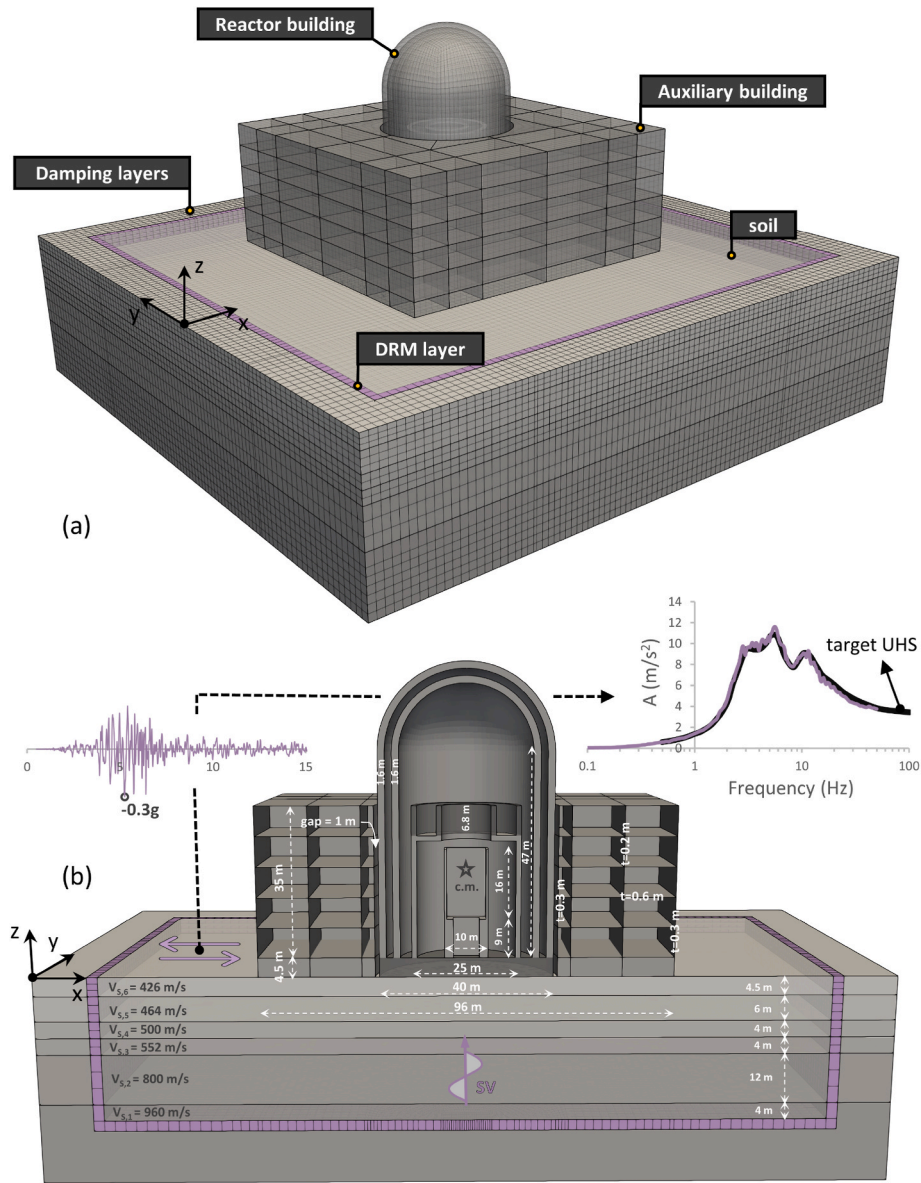 Reactor building
Auxiliary building
Damping layers
soil
z
y
x
DRM layer
(a)
14
12
10
8
6
4
2
0
A (m/s²)
target UHS
0.1
1
10
100
Frequency (Hz)
0
5
10
15
-0.3g
1.6 m
1.6 m
gap = 1 m
6.8 m
47 m
t=0.2 m
(b)
35 m
c.m.
16 m
t=0.6 m
t=0.3 m
t=0.3 m
9 m
10 m
z
y
x
4.5 m
25 m
40 m
96 m
V_S,6 = 426 m/s
4.5 m
V_S,5 = 464 m/s
6 m
V_S,4 = 500 m/s
4 m
V_S,3 = 552 m/s
4 m
SV
V_S,2 = 800 m/s
12 m
V_S,1 = 960 m/s
4 m